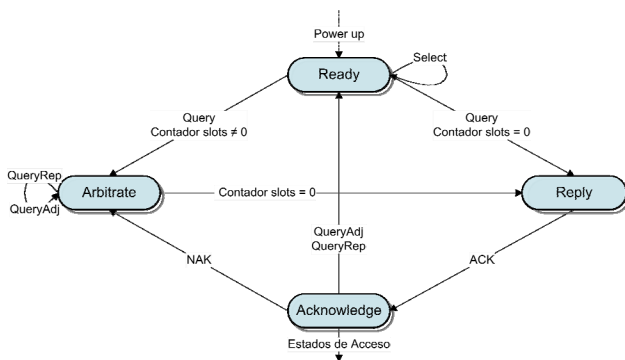 Power up
Ready
Select
Query
Contador slots ≠ 0
Query
Contador slots = 0
QueryRep
QueryAdj
Arbitrate
Contador slots = 0
Reply
QueryAdj
QueryRep
NAK
ACK
Acknowledge
Estados de Acceso